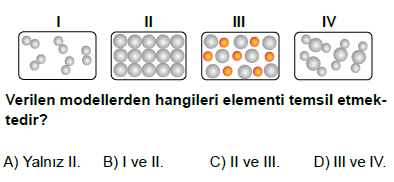 I II III IV
Verilen modellerden hangileri elementi temsil etmek-
tedir?
A) Yalnız II. B) I ve II. C) II ve III. D) III ve IV.